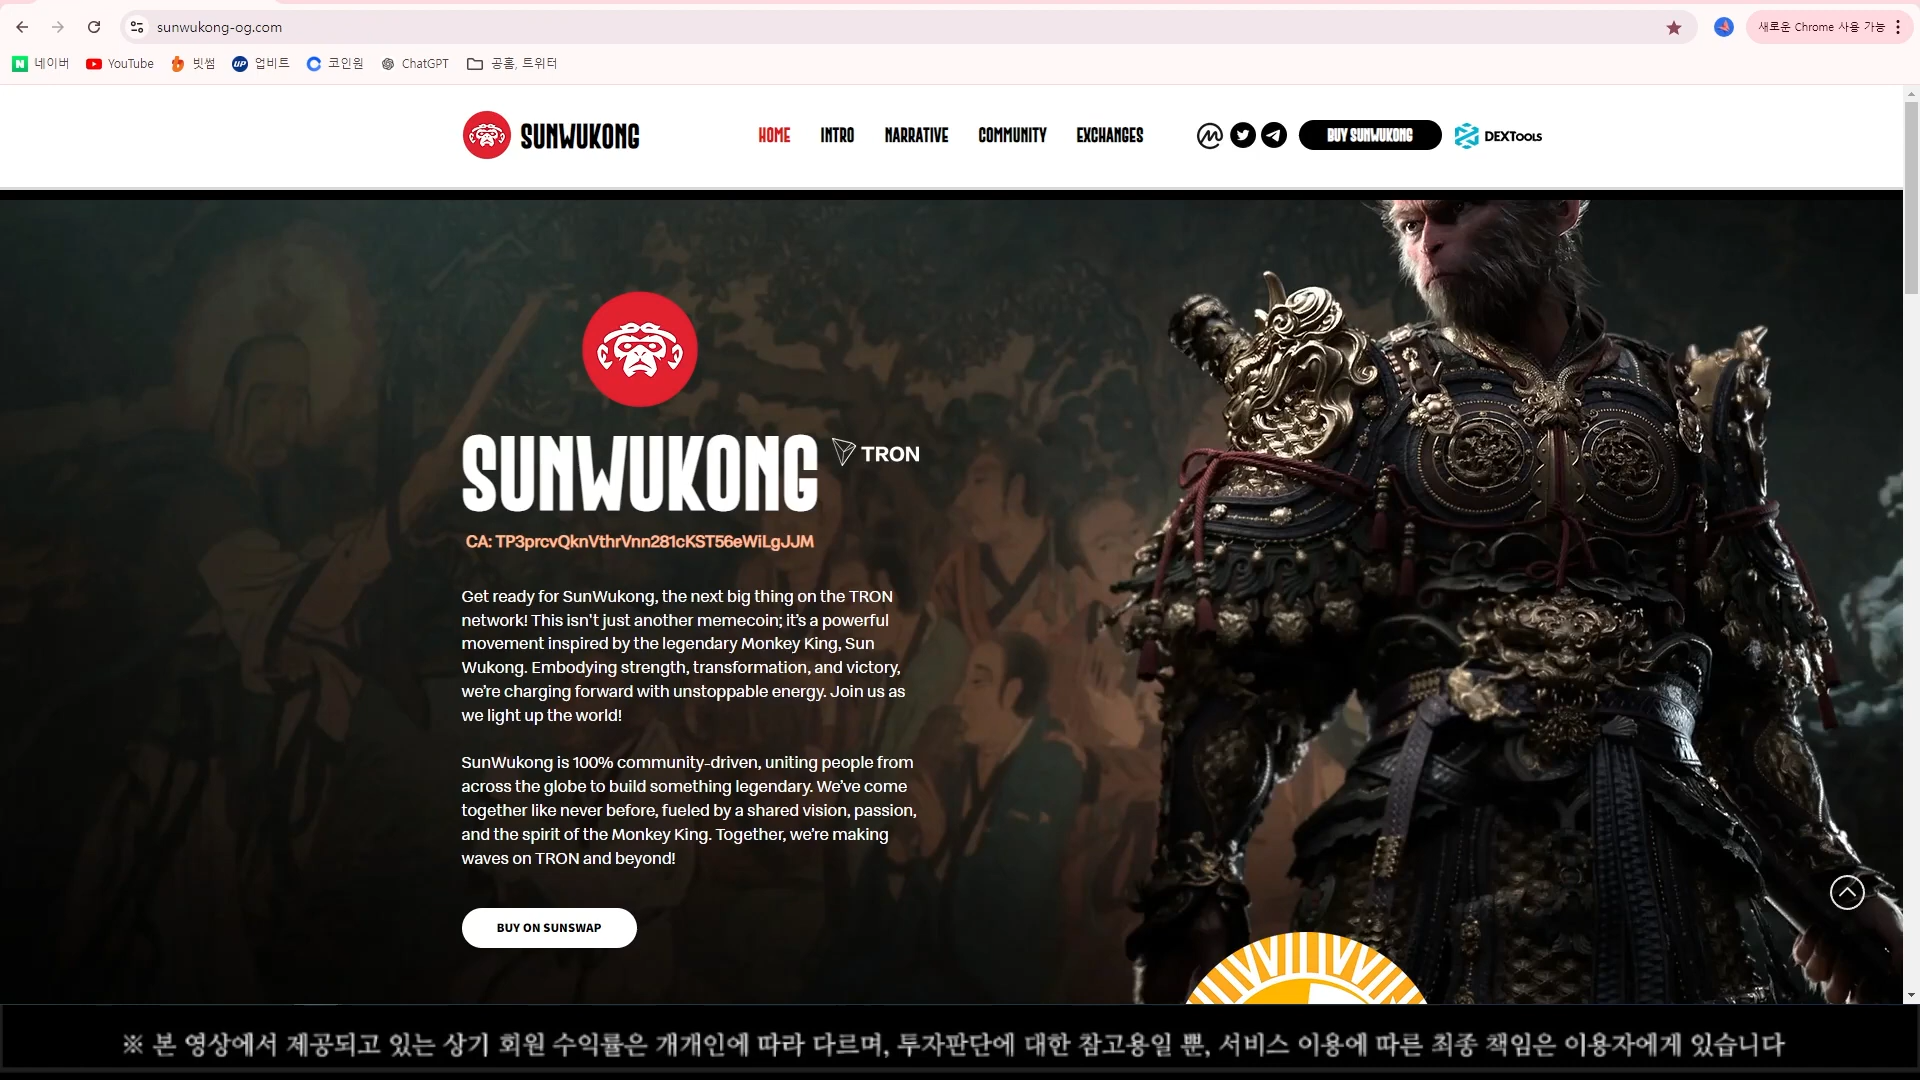 sunwukong-og.com
새로운 Chrome 사용 가능
네이버
YouTube
빗썸
업비트
코인원
ChatGPT
공홈, 트위터
SUNWUKONG
HOME
INTRO
NARRATIVE
COMMUNITY
EXCHANGES
BUY SUNWUKONG
DEXTools
SUNWUKONG
TRON
CA: TP3prcvQknVthrVnn281cKST56eWiLgJJM
Get ready for SunWukong, the next big thing on the TRON
network! This isn't just another memecoin; it’s a powerful
movement inspired by the legendary Monkey King, Sun
Wukong. Embodying strength, transformation, and victory,
we’re charging forward with unstoppable energy. Join us as
we light up the world!
SunWukong is 100% community-driven, uniting people from
across the globe to build something legendary. We’ve come
together like never before, fueled by a shared vision, passion,
and the spirit of the Monkey King. Together, we’re making
waves on TRON and beyond!
BUY ON SUNSWAP
※ 본 영상에서 제공되고 있는 상기 회원 수익률은 개개인에 따라 다르며, 투자판단에 대한 참고용일 뿐, 서비스 이용에 따른 최종 책임은 이용자에게 있습니다